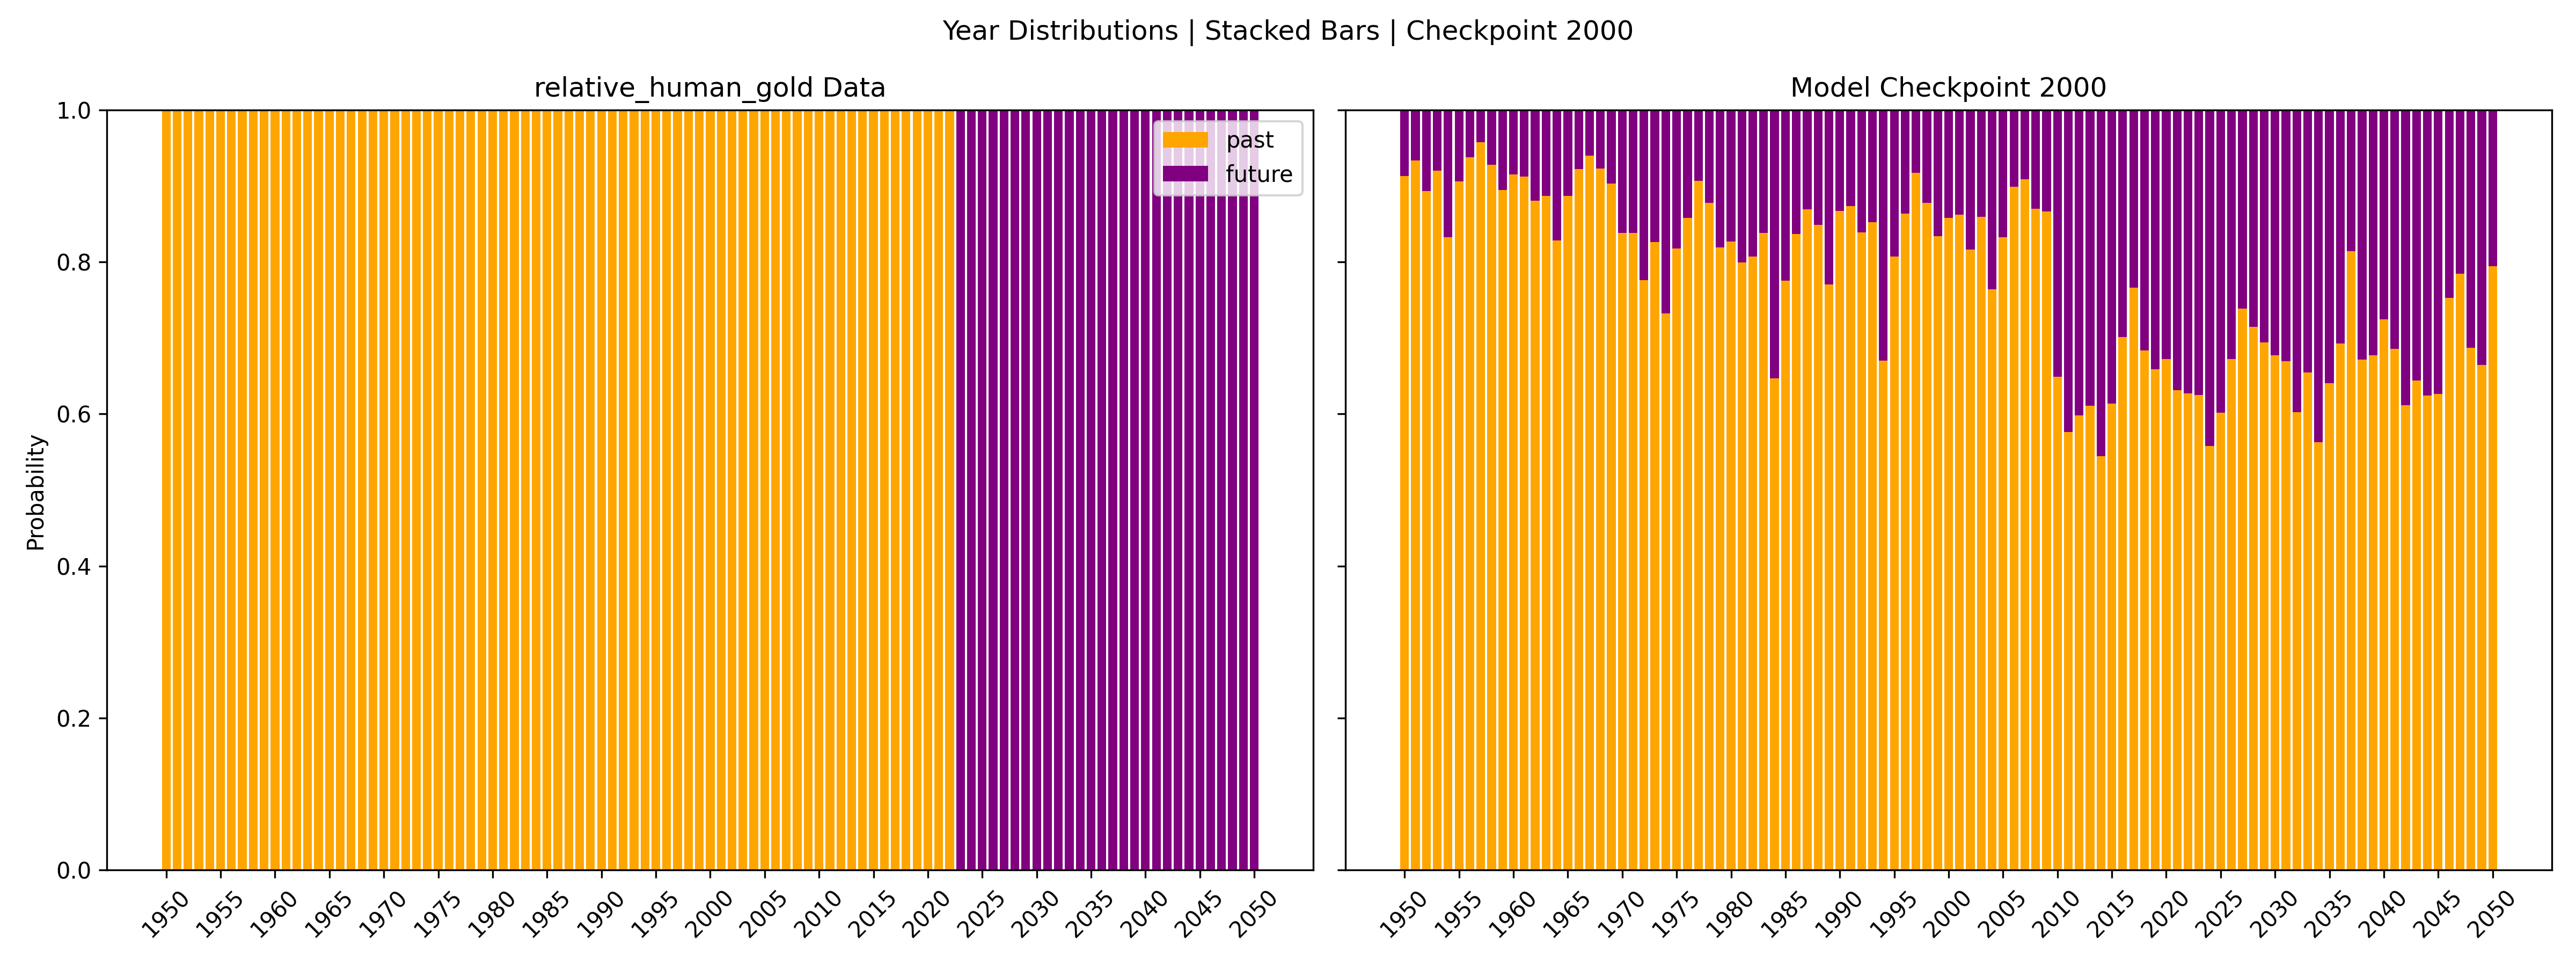 Year Distributions | Stacked Bars | Checkpoint 2000
relative_human_gold Data
Model Checkpoint 2000
past
future
Probability
1.0
0.8
0.6
0.4
0.2
0.0
1950 1955 1960 1965 1970 1975 1980 1985 1990 1995 2000 2005 2010 2015 2020 2025 2030 2035 2040 2045 2050
1950 1955 1960 1965 1970 1975 1980 1985 1990 1995 2000 2005 2010 2015 2020 2025 2030 2035 2040 2045 2050